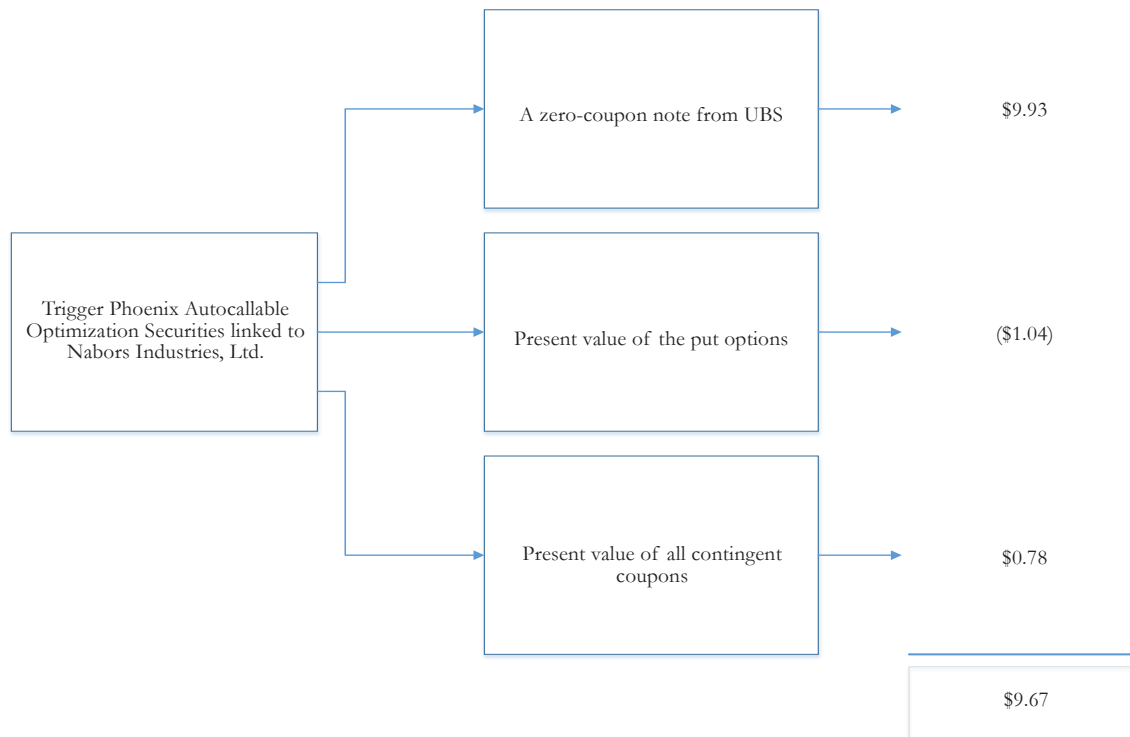 A zero-coupon note from UBS
$9.93
Trigger Phoenix Autocallable
Optimization Securities linked to
Nabors Industries, Ltd.
Present value of the put options
($1.04)
Present value of all contingent
coupons
$0.78
$9.67